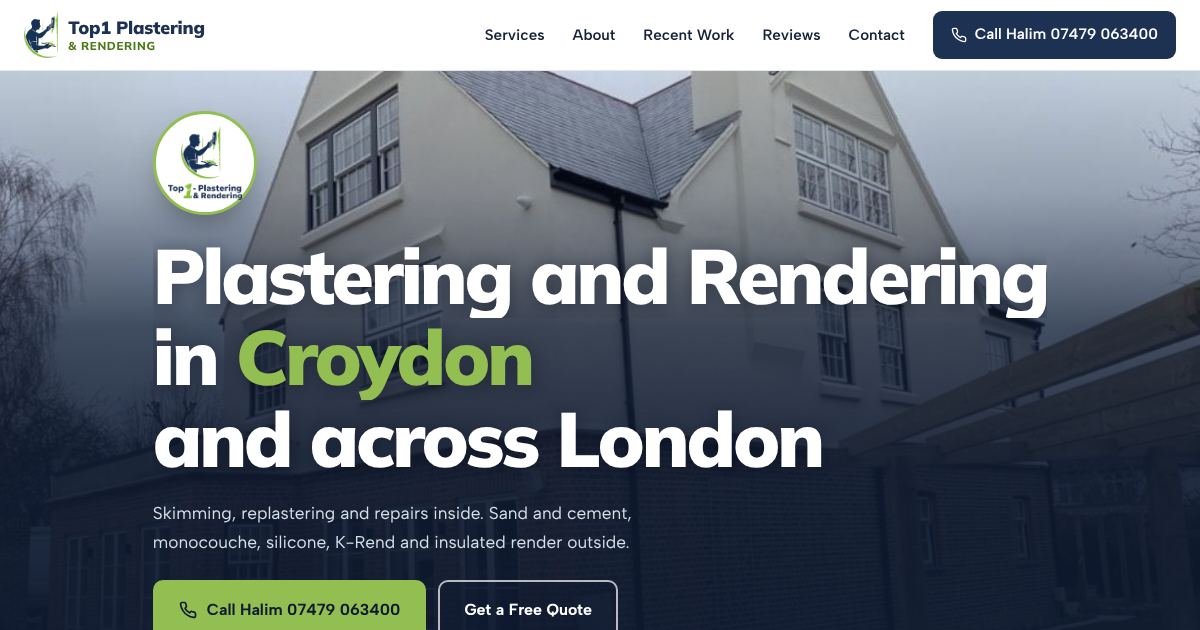 Top1 Plastering
& RENDERING
Services
About
Recent Work
Reviews
Contact
Call Halim 07479 063400
Top 1 - Plastering
& Rendering
Plastering and Rendering
in Croydon
and across London
Skimming, replastering and repairs inside. Sand and cement,
monocouche, silicone, K-Rend and insulated render outside.
Call Halim 07479 063400
Get a Free Quote